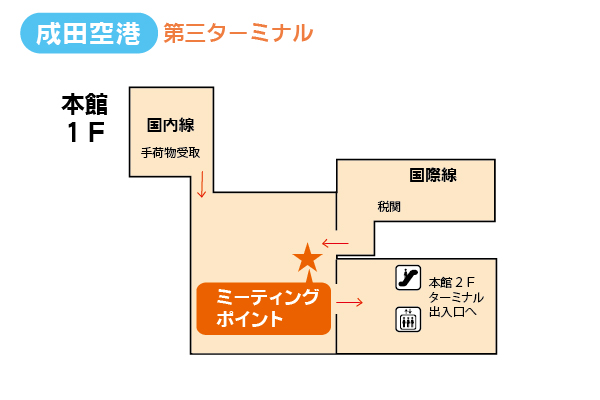 成田空港 第三ターミナル
本館
１Ｆ
国内線
手荷物受取
国際線
税関
ミーティング
ポイント
本館２Ｆ
ターミナル
出入口へ